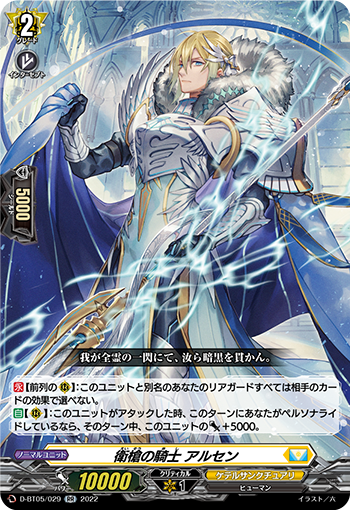 2
グレード
インターセプト
5000
シールド
我が全霊の一閃にて、汝ら暗黒を貫かん。
永【前列の(R)】:このユニットと別名のあなたのリアガードすべては相手のカー
ドの効果で選べない。
自【(R)】:このユニットがアタックした時、このターンにあなたがペルソナライド
しているなら、そのターン中、このユニットの+5000。
ノーマルユニット
衛槍の騎士 アルセン
パワー
10000
クリティカル
1
ケテルサンクチュアリ
ヒューマン
D-BT05/029 RR 2022
イラスト/六